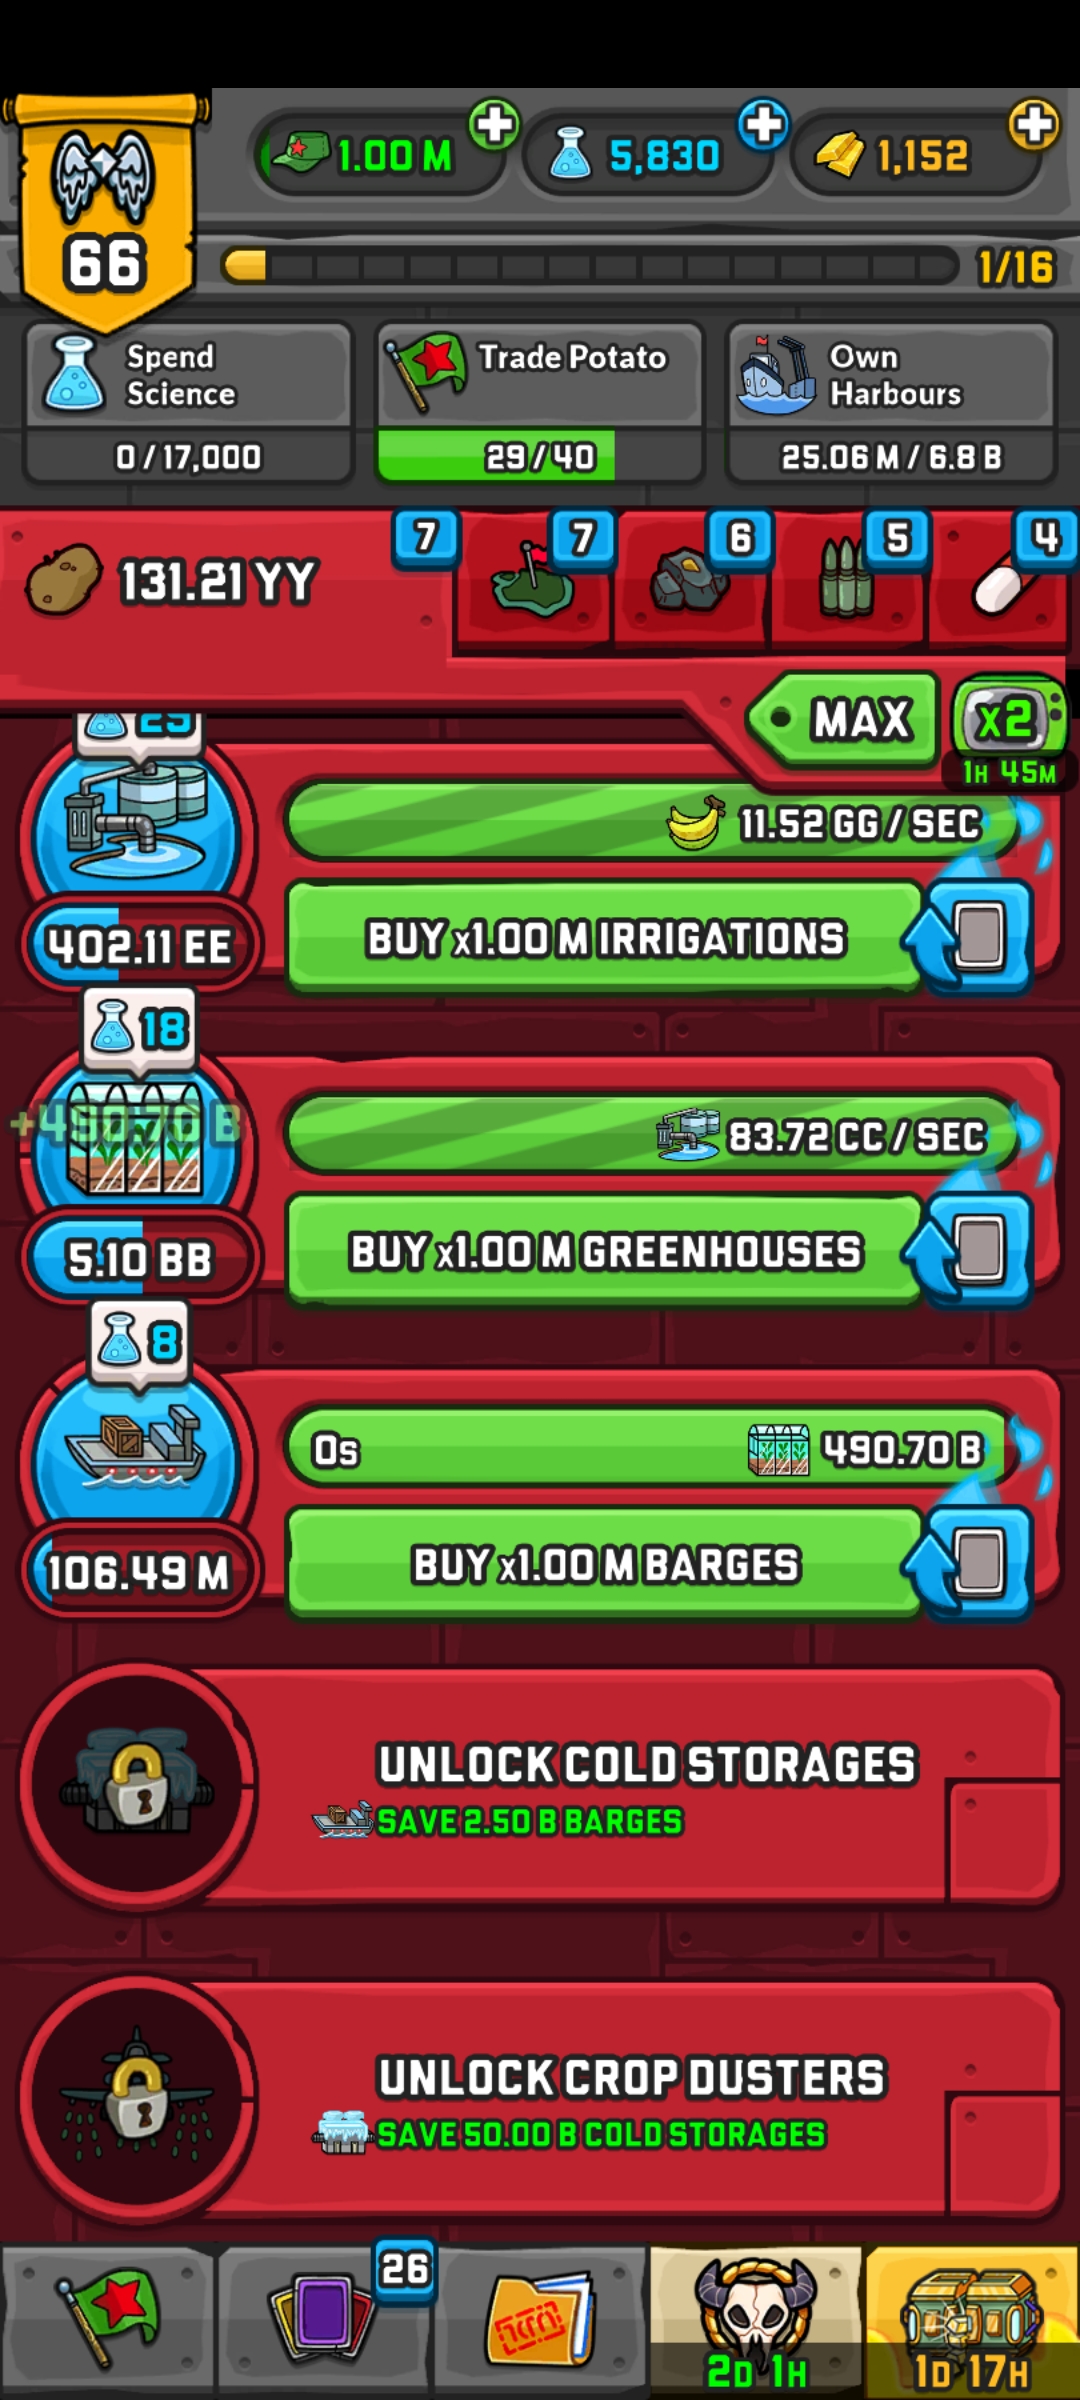 1.00 M
5,830
1,152
66
1/16
Spend
Science
0/17,000
Trade Potato
29/40
Own
Harbours
25.06 M/6.8 B
131.21 YY
7
7
6
5
4
MAX
x2
1H 45M
25
11.52 GG/SEC
402.11 EE
BUY x1.00 M IRRIGATIONS
18
+490.70 B
83.72 CC/SEC
5.10 BB
BUY x1.00 M GREENHOUSES
8
0s
490.70 B
106.49 M
BUY x1.00 M BARGES
UNLOCK COLD STORAGES
SAVE 2.50 B BARGES
UNLOCK CROP DUSTERS
SAVE 50.00 B COLD STORAGES
26
2D 1H
1D 17H